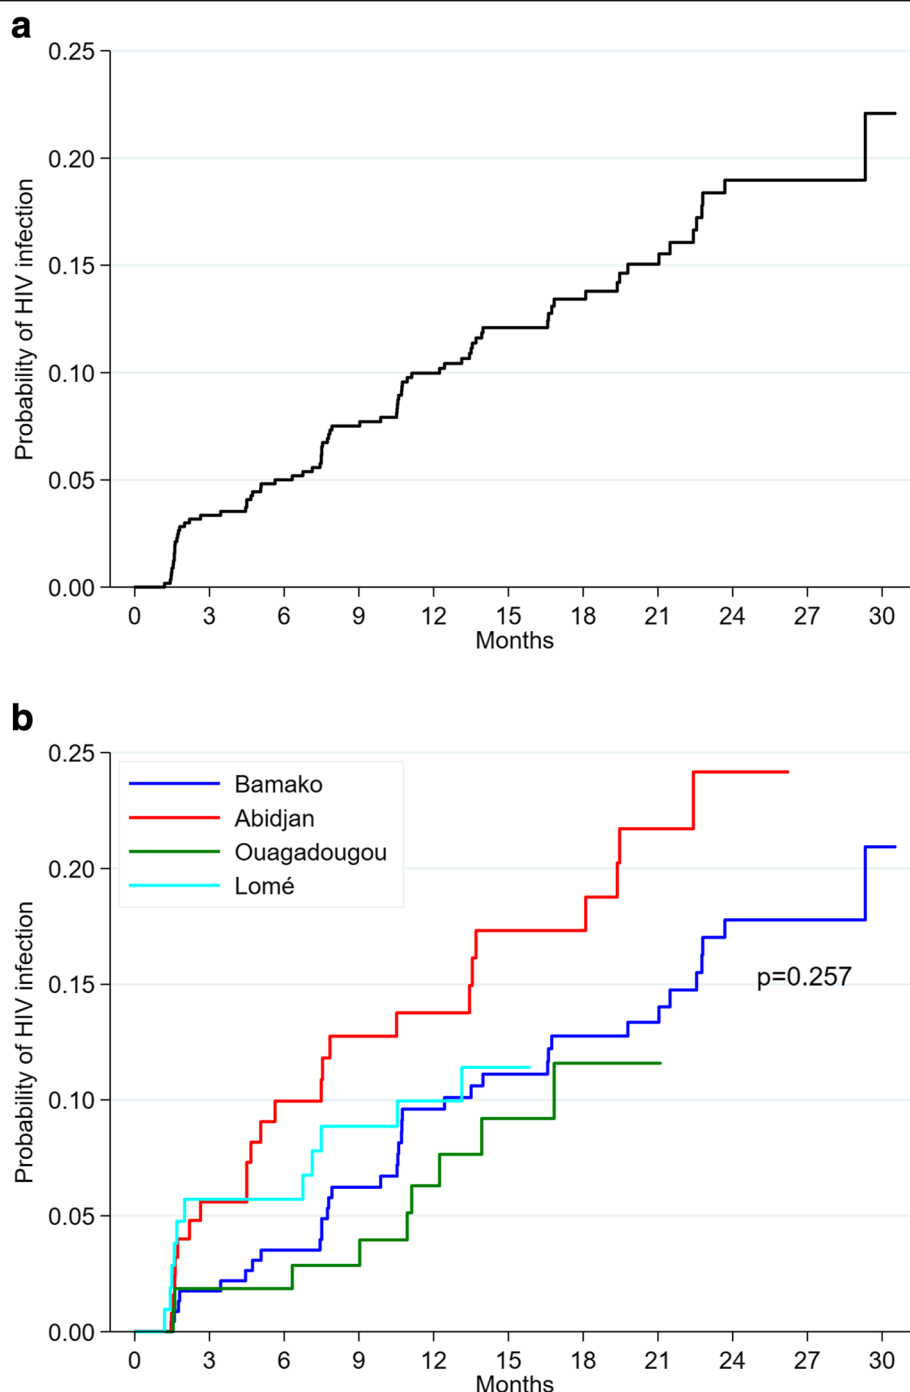 a
0.25
0.20
0.15
0.10
0.05
0.00
Probability of HIV infection
0 3 6 9 12 15 18 21 24 27 30
Months
b
0.25
0.20
0.15
0.10
0.05
0.00
Probability of HIV infection
Bamako
Abidjan
Ouagadougou
Lomé
p=0.257
0 3 6 9 12 15 18 21 24 27 30
Months